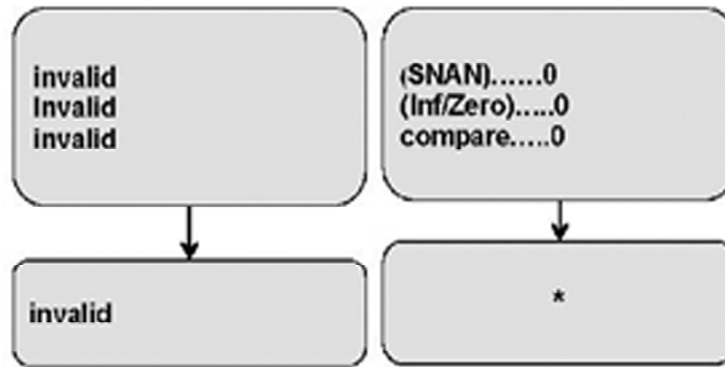 invalid
Invalid
invalid
(SNAN)......0
(Inf/Zero).....0
compare.....0
invalid
*